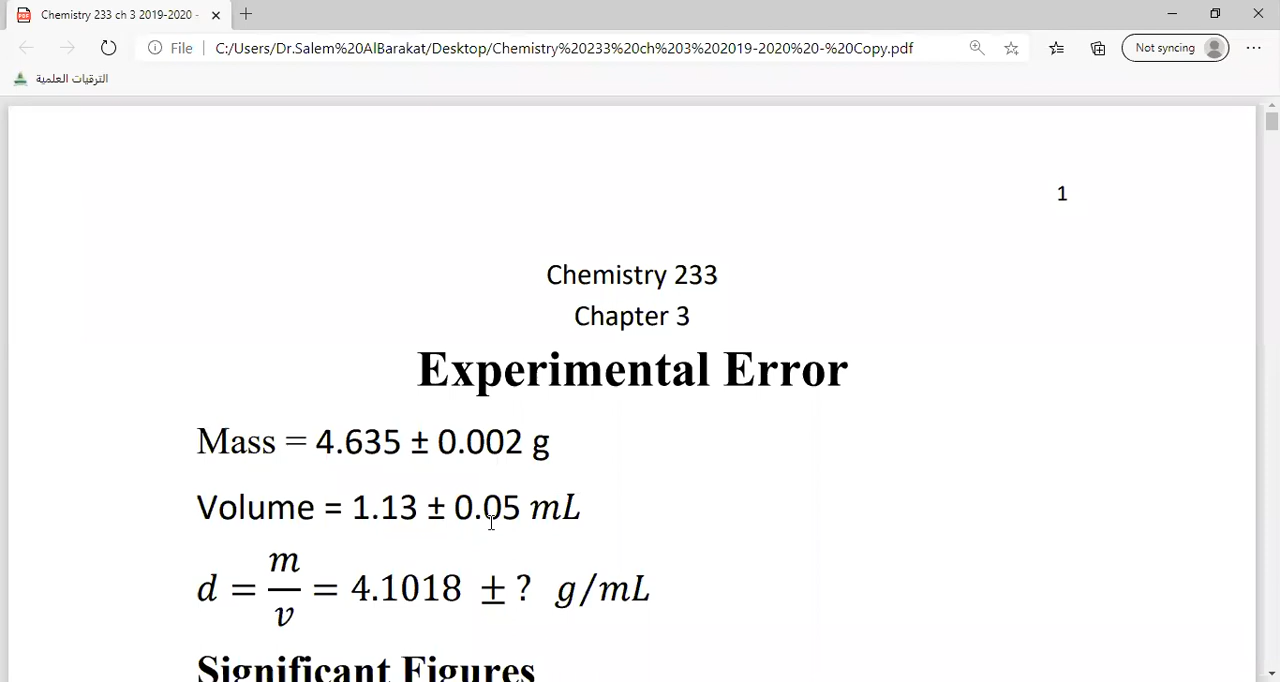 Chemistry 233 ch 3 2019-2020 -
File
C:/Users/Dr.Salem%20AlBarakat/Desktop/Chemistry%20233%20ch%203%202019-2020%20-%20Copy.pdf
Not syncing
الترقيات العلمية
1
Chemistry 233
Chapter 3
Experimental Error
Mass = 4.635 ± 0.002 g
Volume = 1.13 ± 0.05 mL
d = m/v = 4.1018 ± ? g/mL
Significant Figures